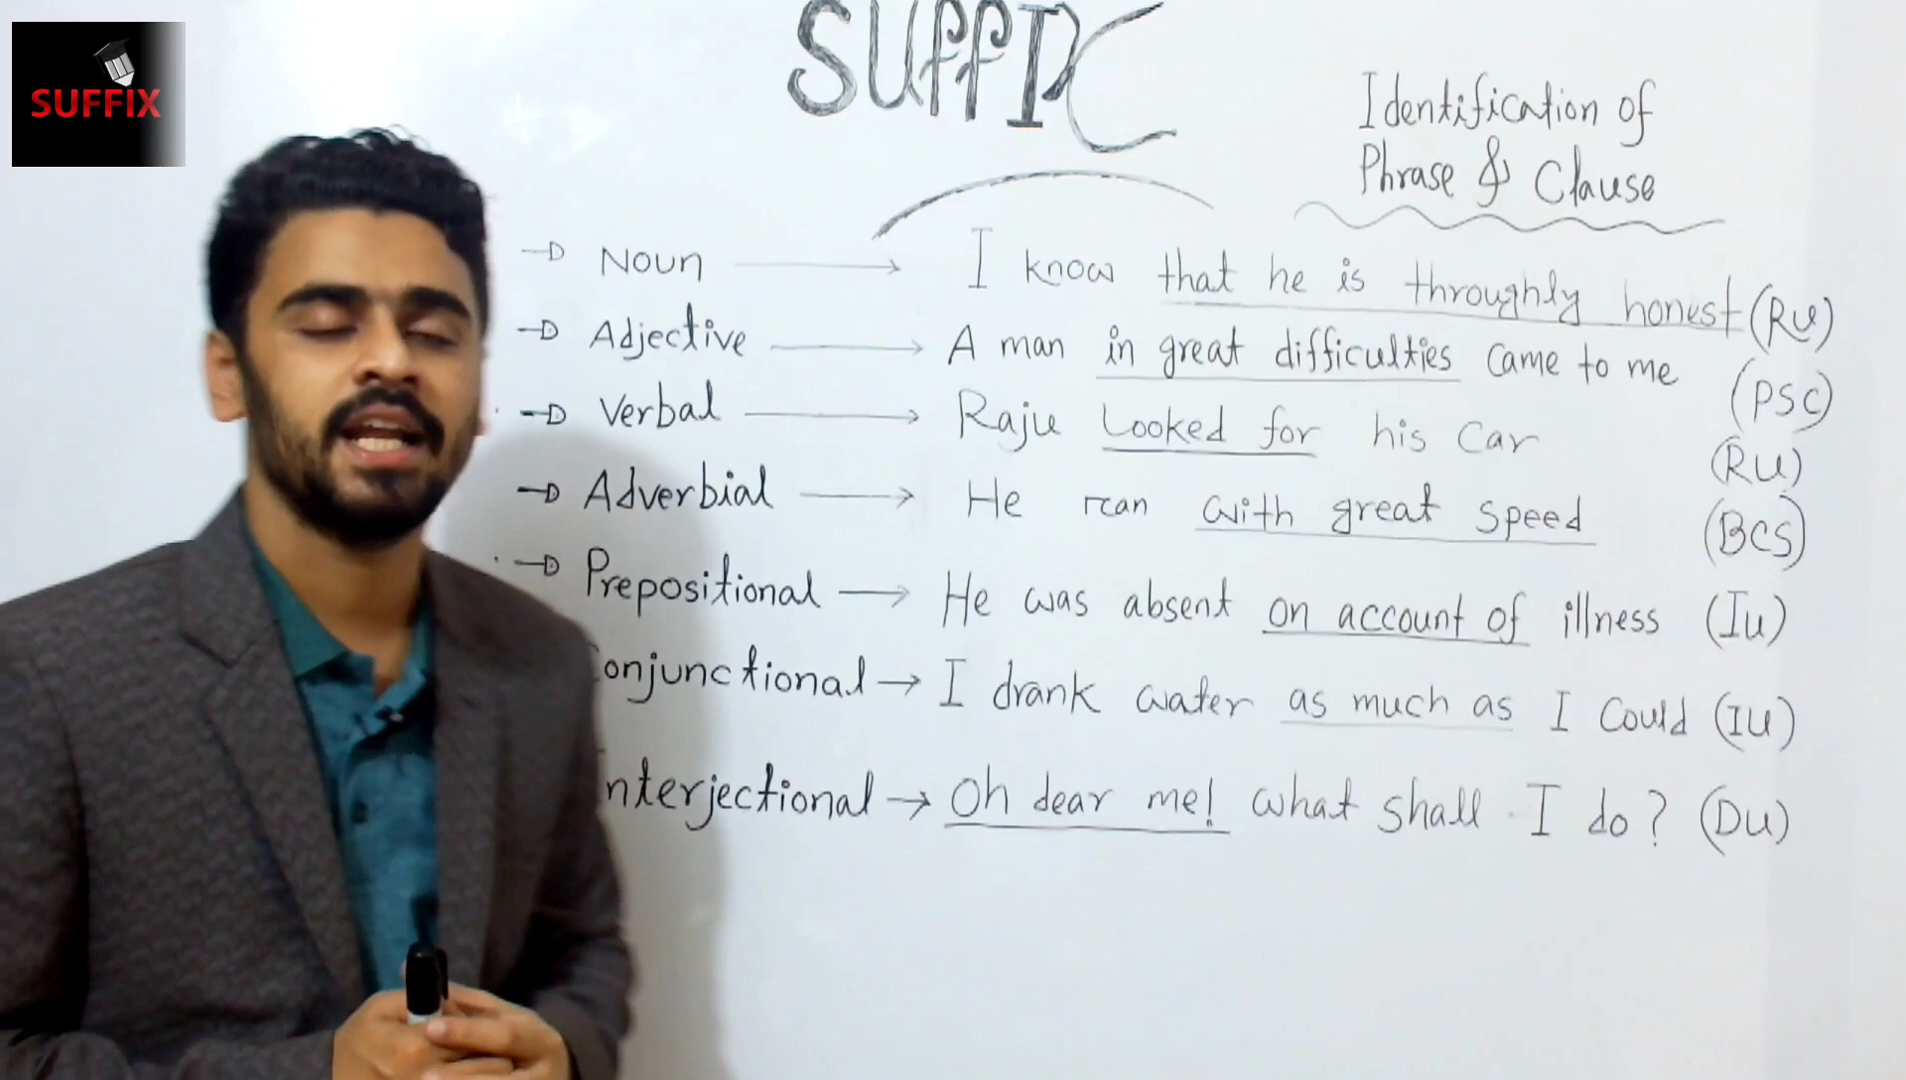 SUFFIX
SUFFIX
Identification of
Phrase & Clause
Noun → I know that he is throughly honest (RU)
Adjective → A man in great difficulties came to me (PSC)
Verbal → Raju Looked for his Car (RU)
Adverbial → He ran with great speed (BCS)
Prepositional → He was absent on account of illness (IU)
Conjunctional → I drank water as much as I Could (IU)
Interjectional → Oh dear me! what shall I do? (DU)